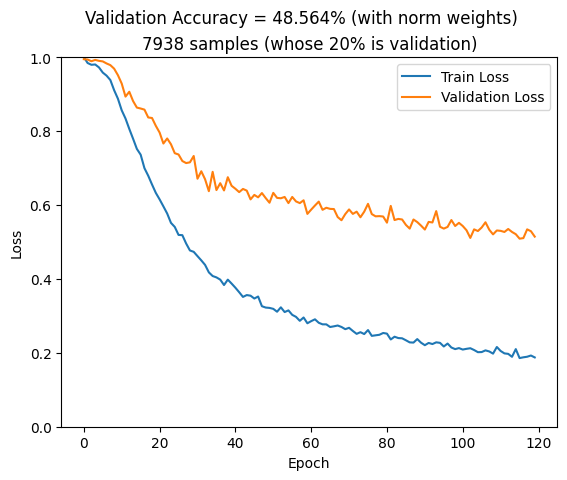 Validation Accuracy = 48.564% (with norm weights)
7938 samples (whose 20% is validation)
Train Loss
Validation Loss
1.0
0.8
0.6
0.4
0.2
0.0
Loss
0
20
40
60
80
100
120
Epoch